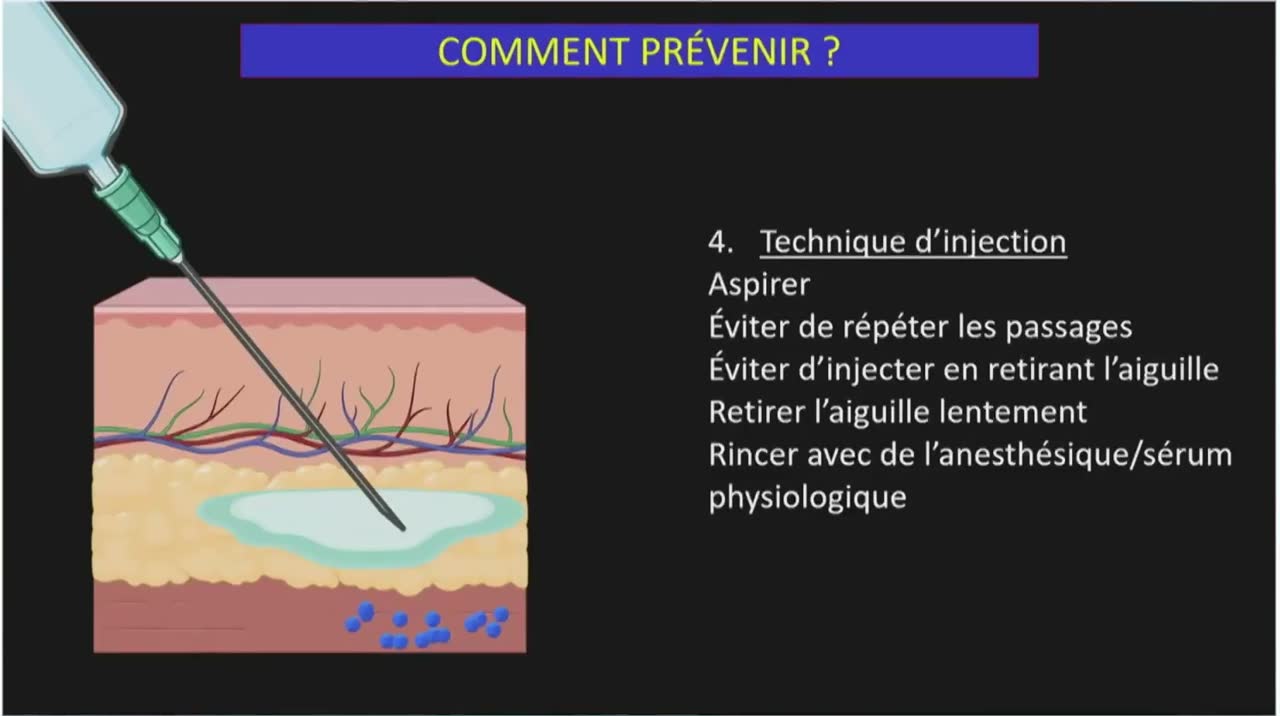 COMMENT PRÉVENIR ?
4. Technique d’injection
Aspirer
Éviter de répéter les passages
Éviter d’injecter en retirant l’aiguille
Retirer l’aiguille lentement
Rincer avec de l’anesthésique/sérum
physiologique